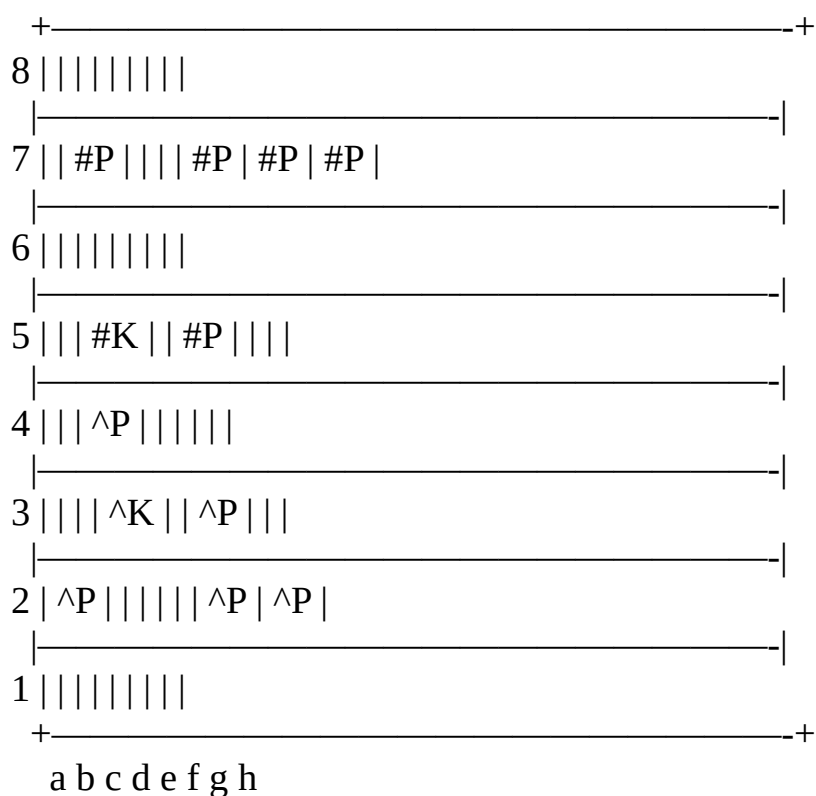 +———————————————————-+
8 | | | | | | | | |
|———————————————————-|
7 | | #P | | | | #P | #P | #P |
|———————————————————-|
6 | | | | | | | | |
|———————————————————-|
5 | | | #K | | #P | | | |
|———————————————————-|
4 | | | ^P | | | | | |
|———————————————————-|
3 | | | | ^K | | ^P | | |
|———————————————————-|
2 | ^P | | | | | | ^P | ^P |
|———————————————————-|
1 | | | | | | | | |
+———————————————————-+
a b c d e f g h